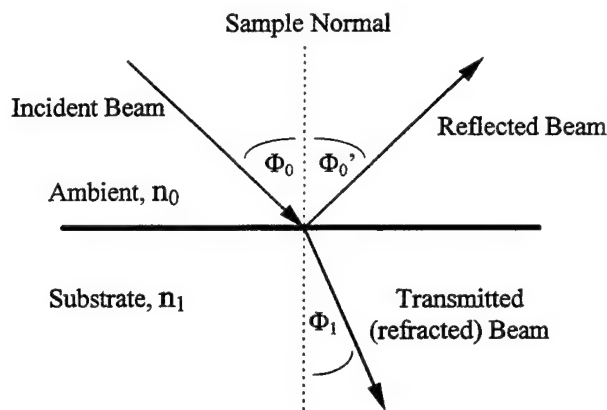 Sample Normal
Incident Beam
Reflected Beam
Φ₀ Φ₀’
Ambient, n₀
Substrate, n₁
Φ₁
Transmitted
(refracted) Beam